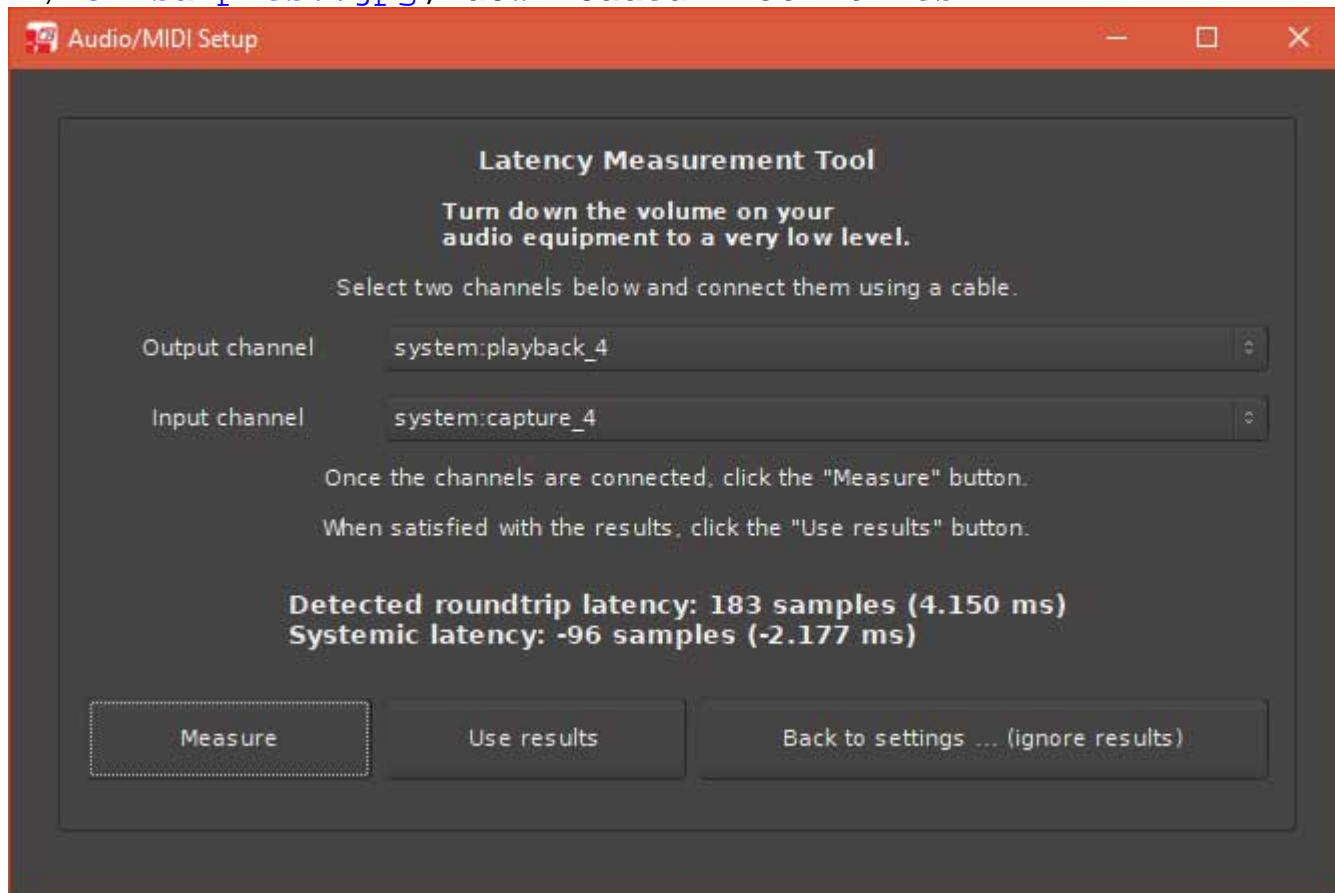 Audio/MIDI Setup
Latency Measurement Tool
Turn down the volume on your
audio equipment to a very low level.
Select two channels below and connect them using a cable.
Output channel system:playback_4
Input channel system:capture_4
Once the channels are connected, click the "Measure" button.
When satisfied with the results, click the "Use results" button.
Detected roundtrip latency: 183 samples (4.150 ms)
Systemic latency: -96 samples (-2.177 ms)
Measure Use results Back to settings ... (ignore results)